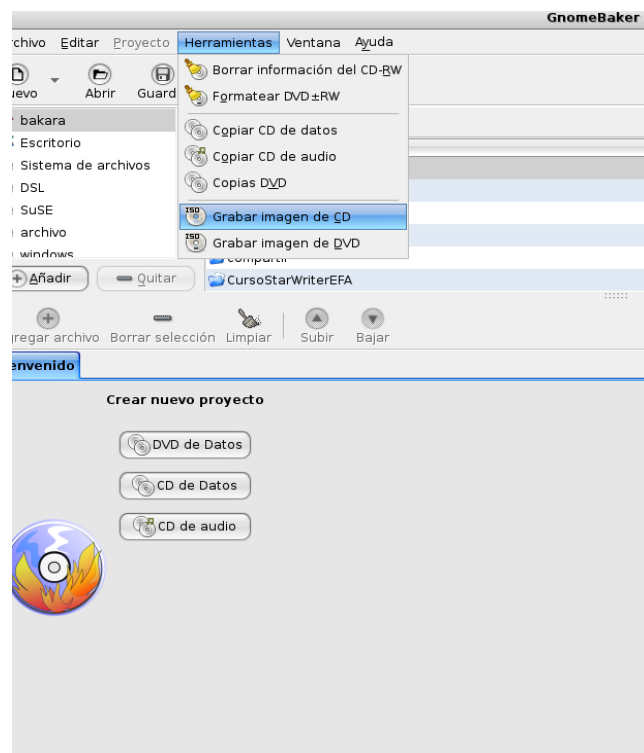 GnomeBaker
rchivo Editar Proyecto Herramientas Ventana Ayuda
uevo Abrir Guard
Borrar información del CD-RW
Formatear DVD±RW
Copiar CD de datos
Copiar CD de audio
Copias DVD
Grabar imagen de CD
Grabar imagen de DVD
bakara
Escritorio
Sistema de archivos
DSL
SuSE
archivo
windows
compartir
CursoStarWriterEFA
Añadir Quitar
regar archivo Borrar selección Limpiar Subir Bajar
envenido
Crear nuevo proyecto
DVD de Datos
CD de Datos
CD de audio